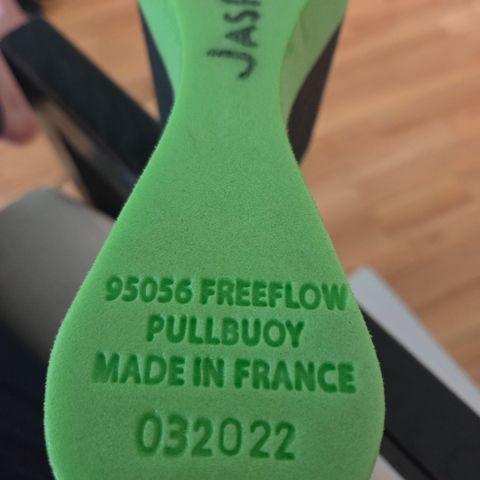 95056 FREEFLOW
PULLBUOY
MADE IN FRANCE
032022